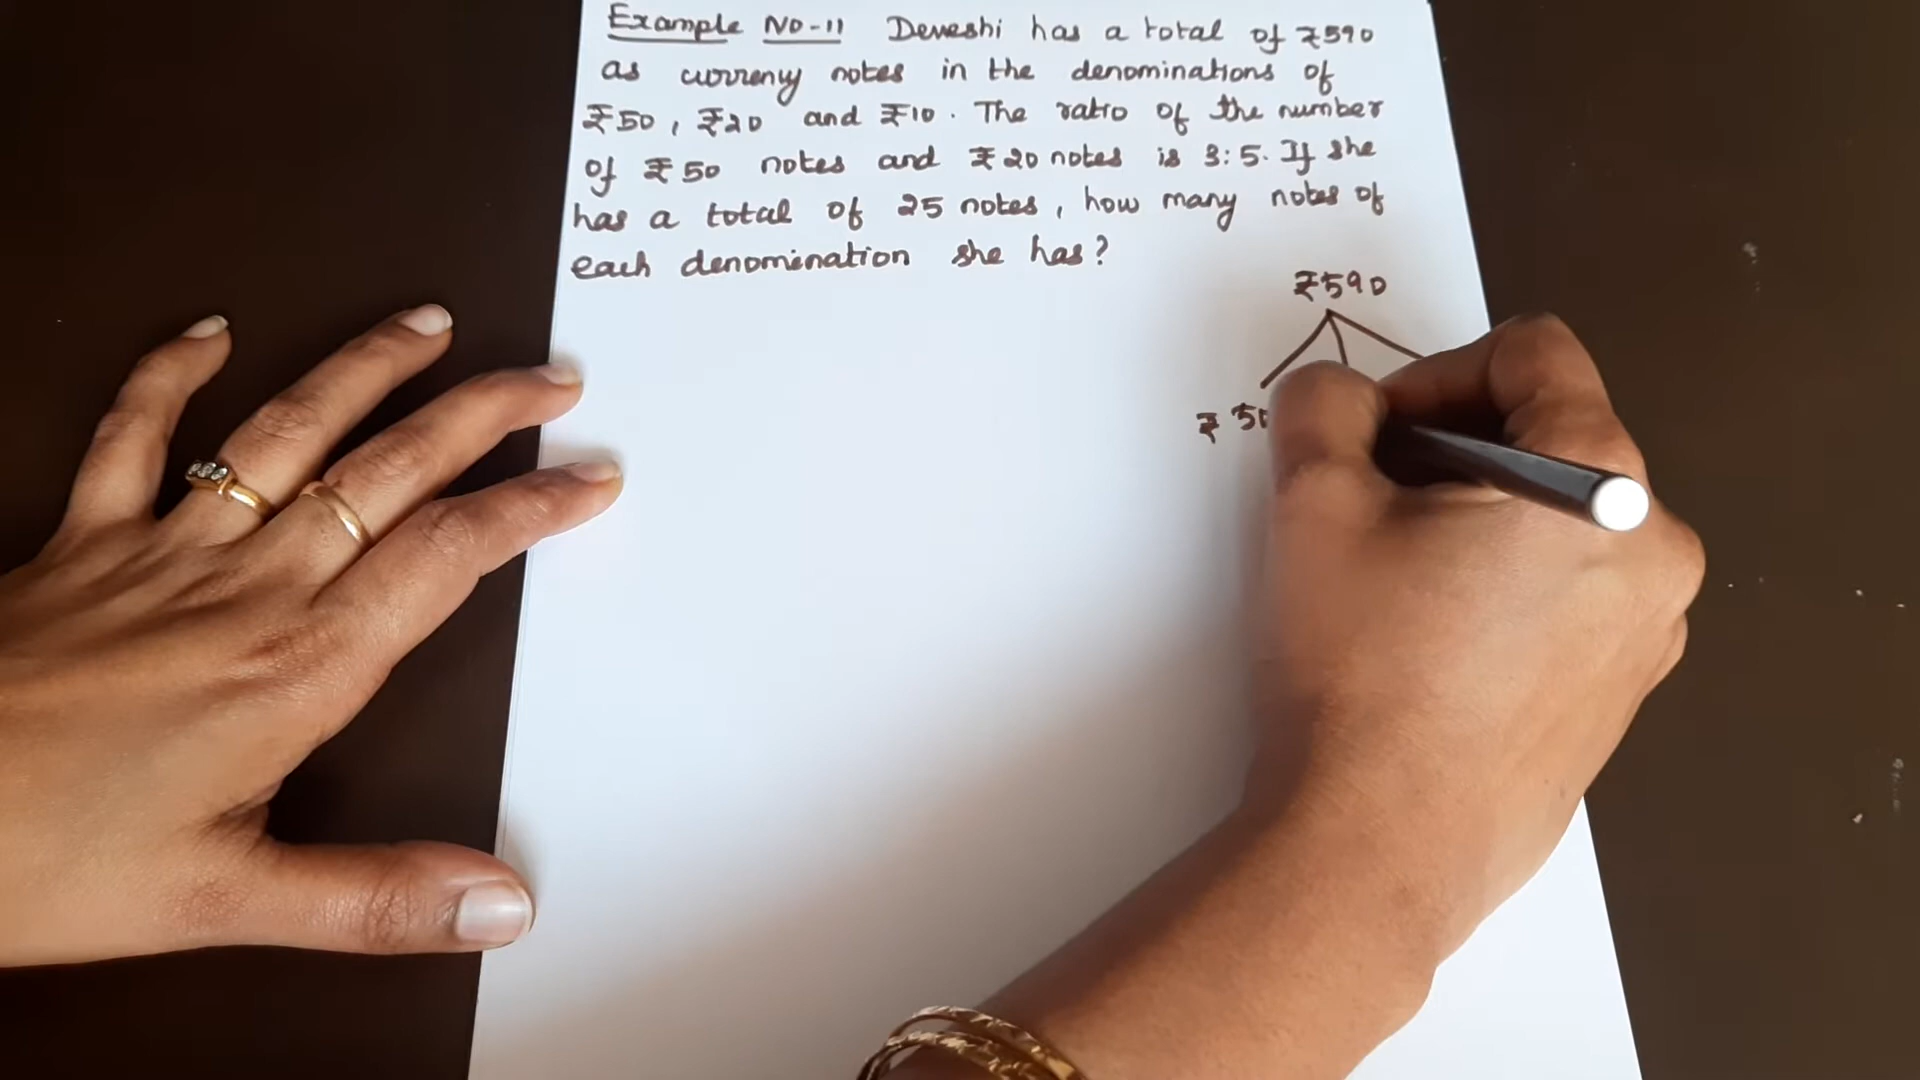 Example NO-11 Deveshi has a total of ₹590
as curreny notes in the denominations of
₹50, ₹20 and ₹10. The ratio of the number
of ₹50 notes and ₹20 notes is 3:5. If she
has a total of 25 notes, how many notes of
each denomination she has?
₹590
₹50